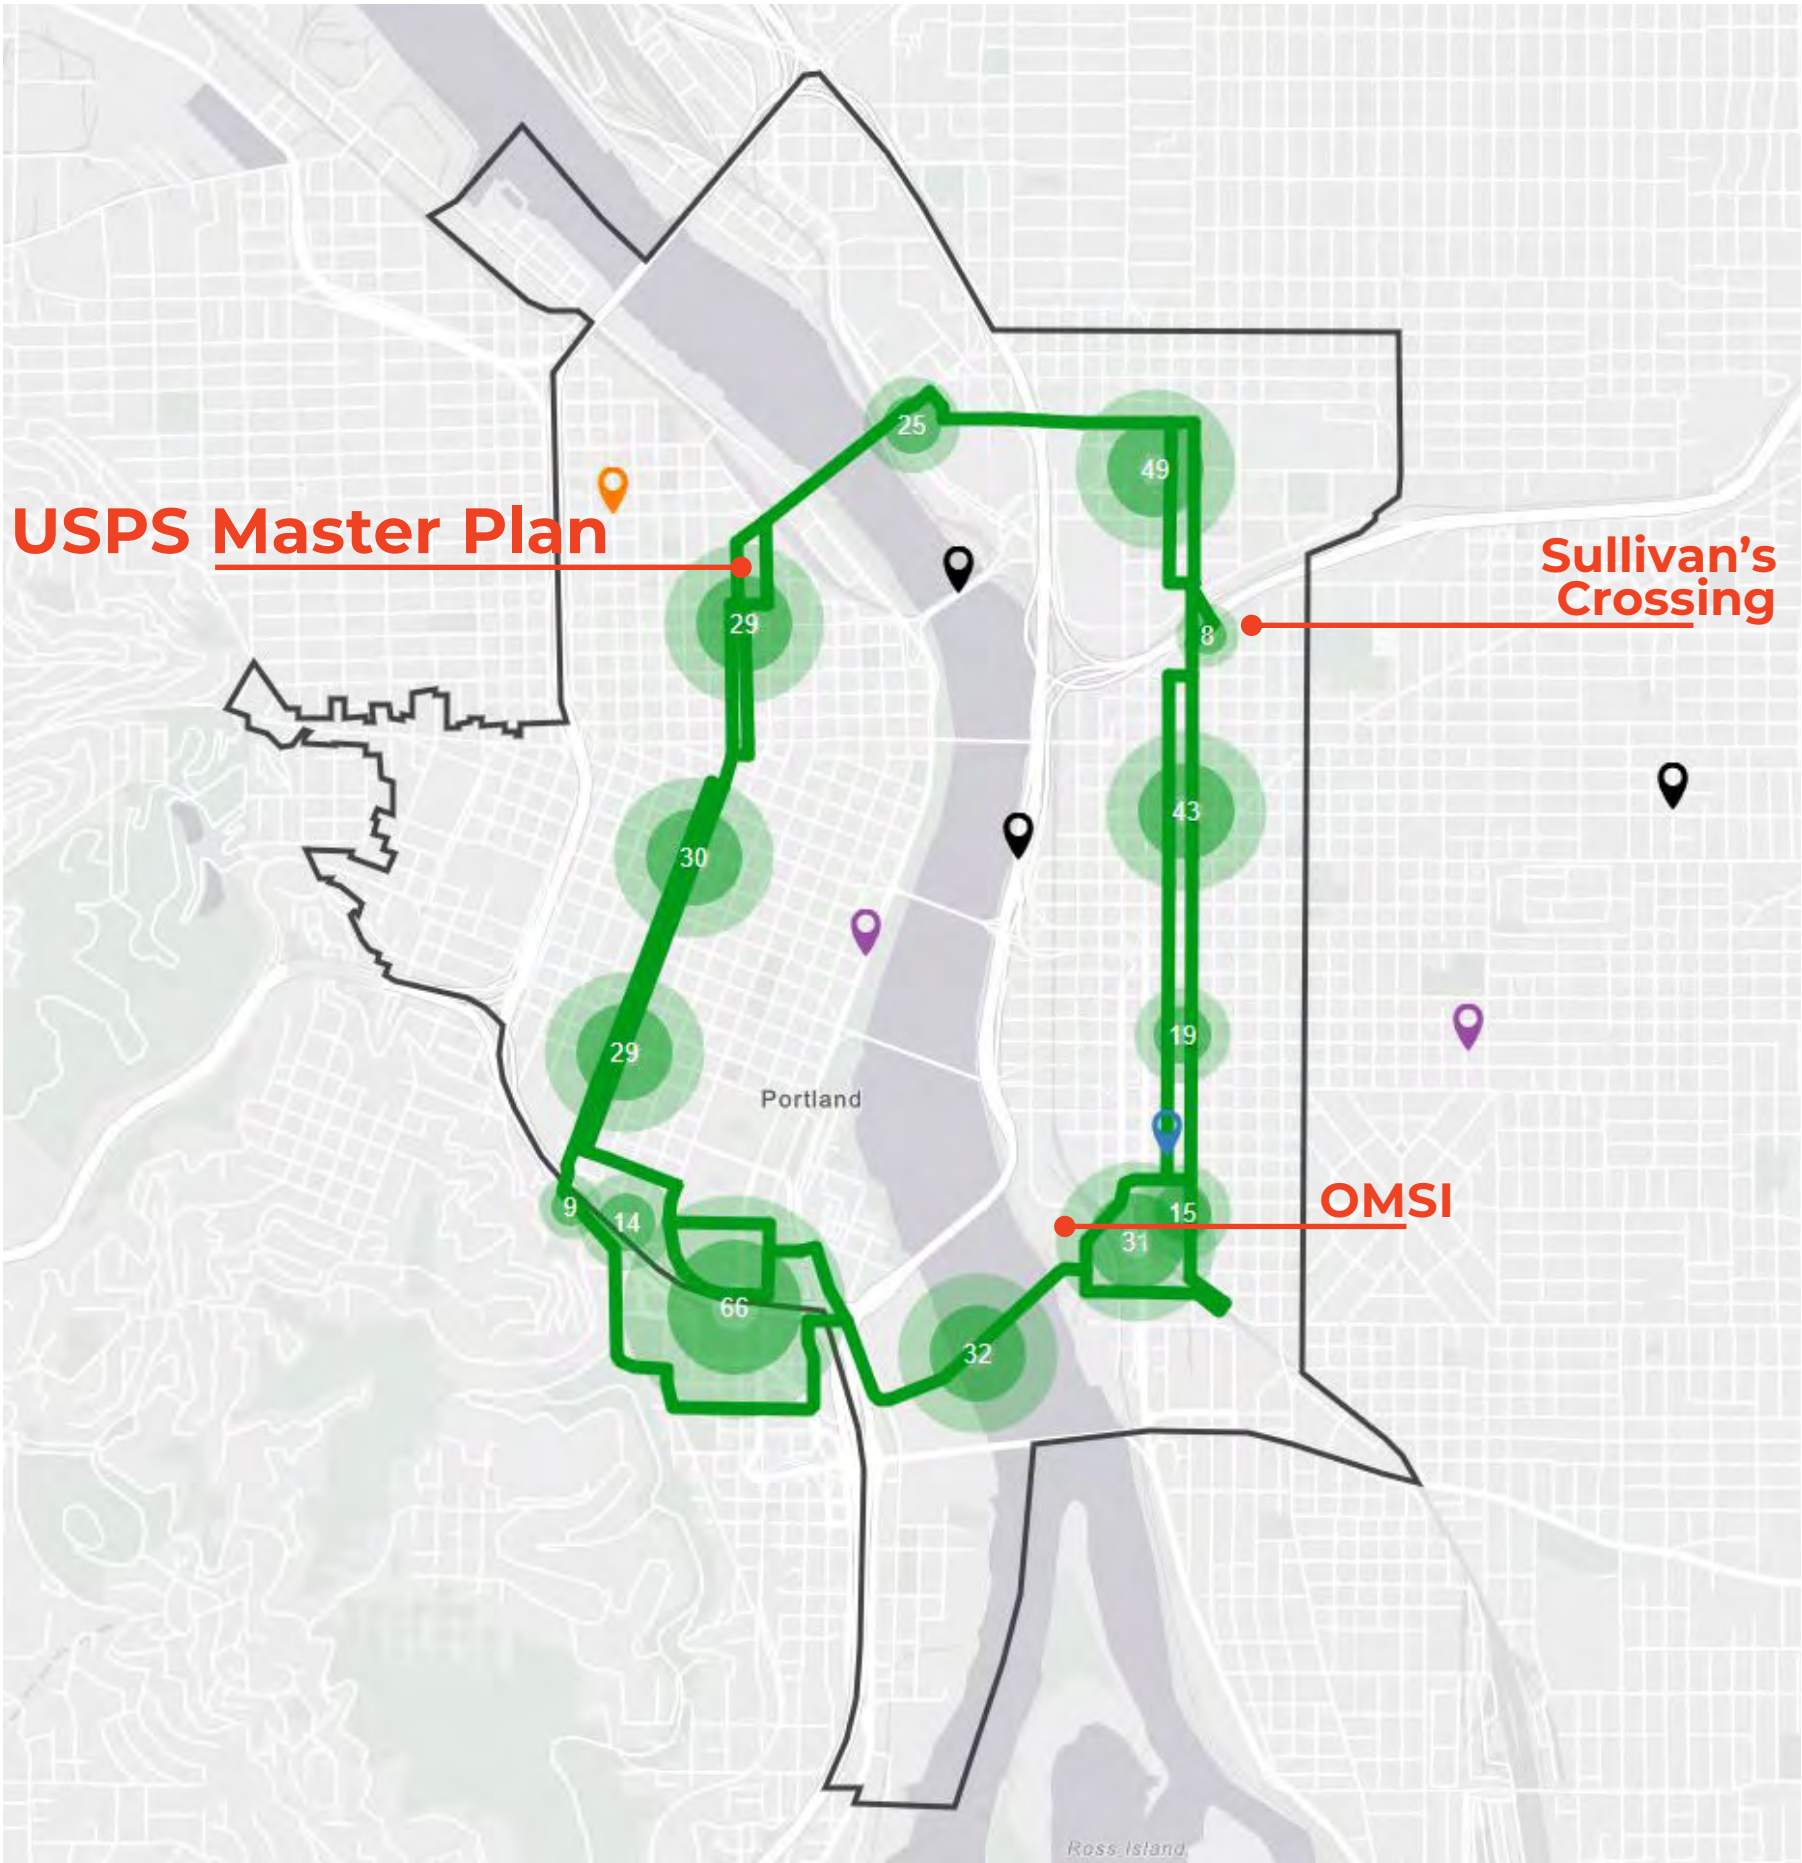 25
49
USPS Master Plan
Sullivan's
Crossing
29
8
43
30
19
29
Portland
OMSI
9
14
15
31
66
32
Ross Island